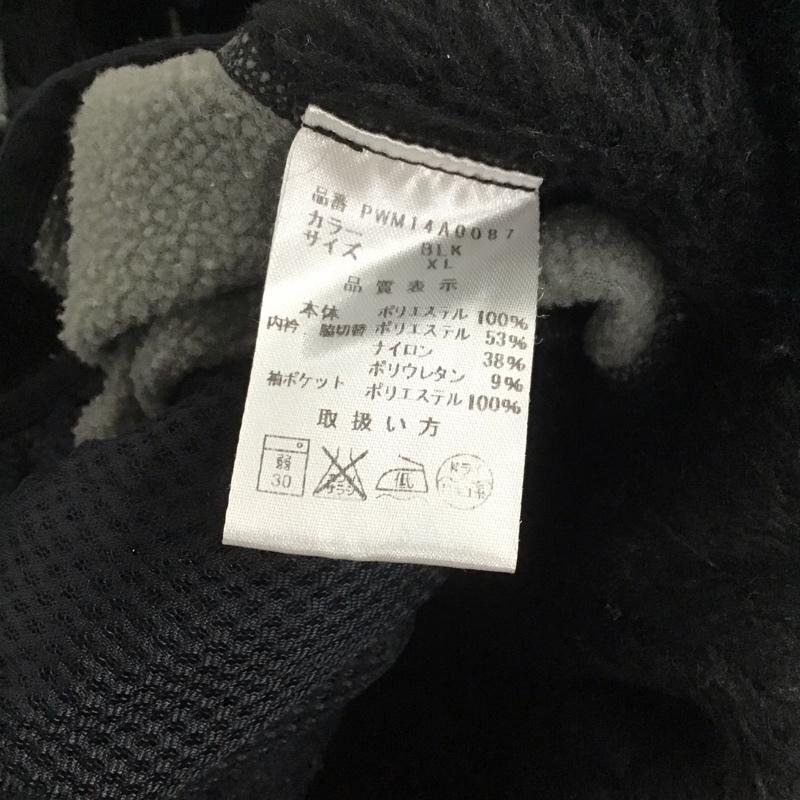 品番 PWM14A0087
カラー BLK
サイズ XL
品質表示
本体 ポリエステル 100%
内衿、脇切替 ポリエステル 53%
ナイロン 38%
ポリウレタン 9%
袖ポケット ポリエステル 100%
取扱い方
弱 30
低
ドライ